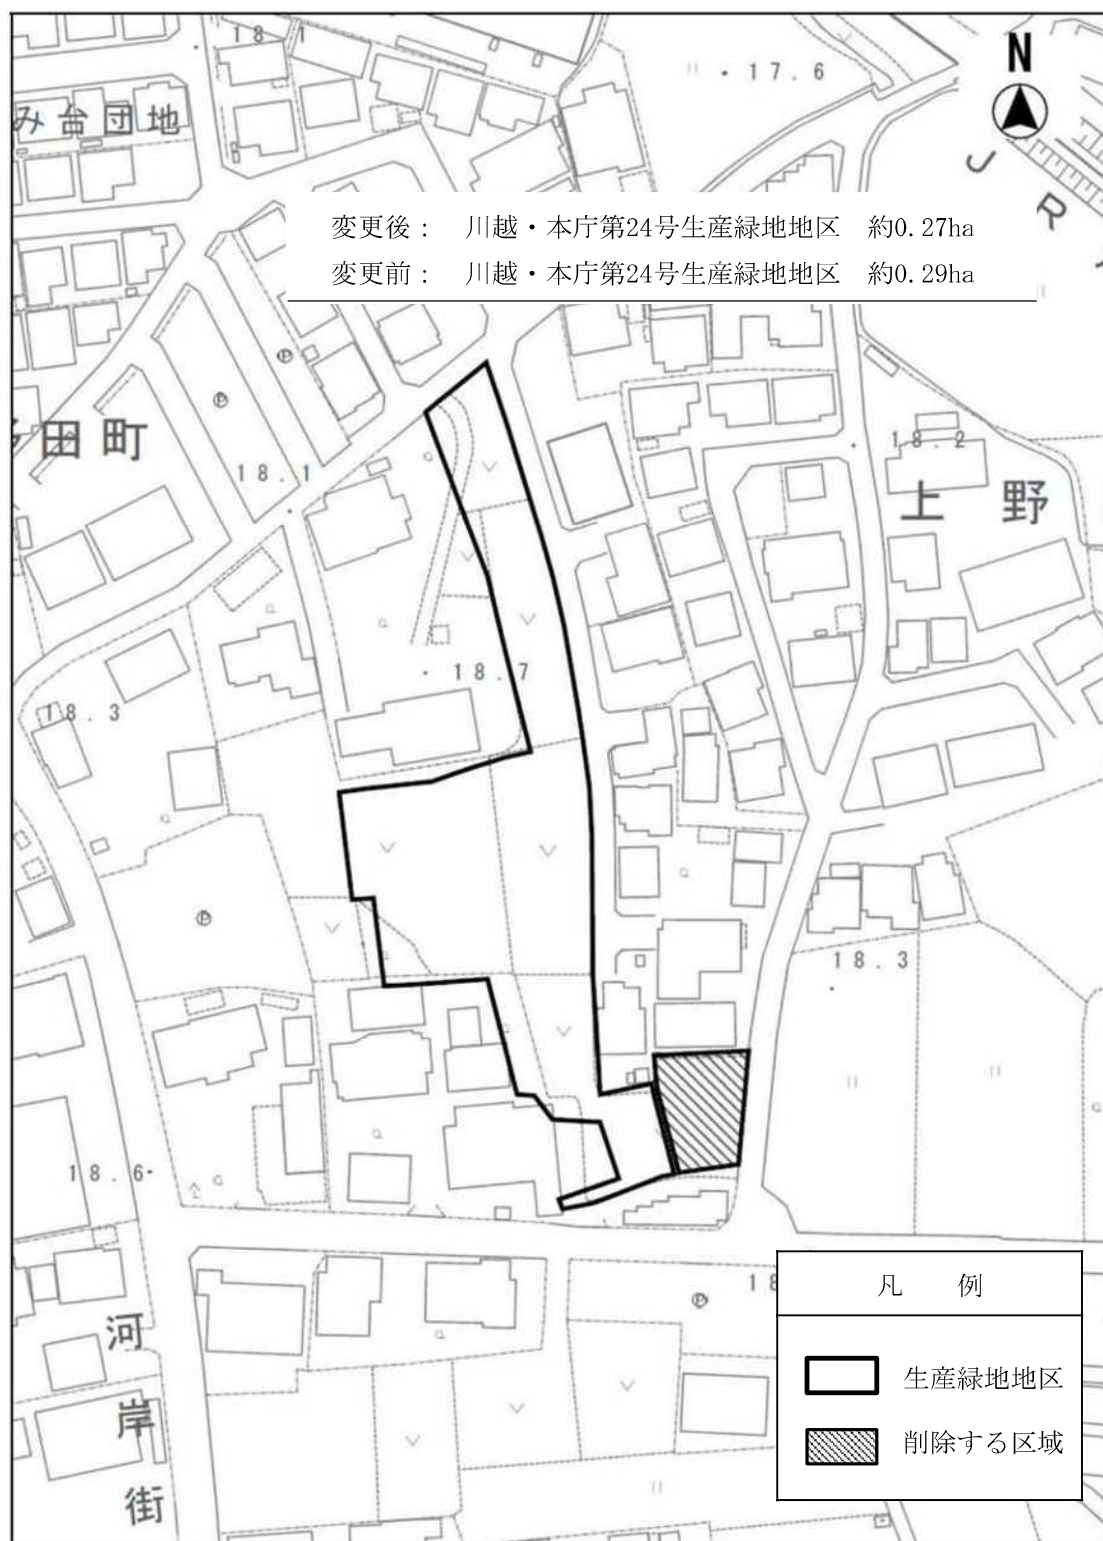 18.1
17.6
み台団地
N
JR
変更後： 川越・本庁第24号生産緑地地区 約0.27ha
変更前： 川越・本庁第24号生産緑地地区 約0.29ha
P
P
田町
18.1
18.2
上野
18.7
18.3
P
18.3
18.6
18
P
凡 例
生産緑地地区
削除する区域
河
岸
街